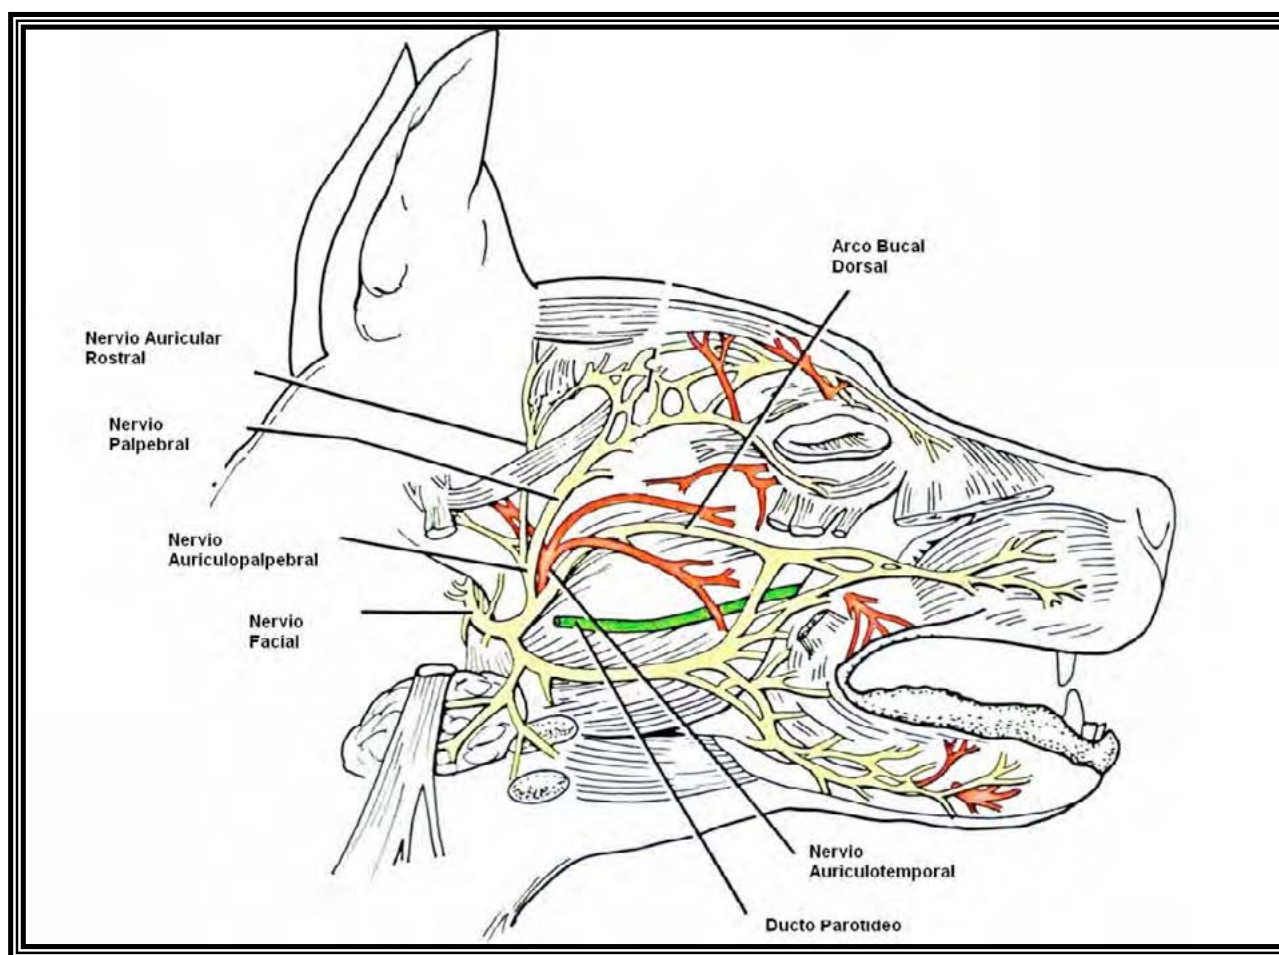 Arco Bucal
Dorsal
Nervio Auricular
Rostral
Nervio
Palpebral
Nervio
Auriculopalpebral
Nervio
Facial
Nervio
Auriculotemporal
Ducto Parotideo